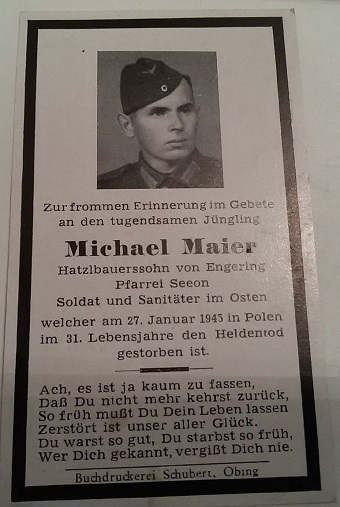 Zur frommen Erinnerung im Gebete
an den tugendsamen Jüngling
Michael Maier
Hatzlbauerssohn von Engering
Pfarrei Seeon
Soldat und Sanitäter im Osten
welcher am 27. Januar 1945 in Polen
im 31. Lebensjahre den Heldentod
gestorben ist.
Ach, es ist ja kaum zu fassen,
Daß Du nicht mehr kehrst zurück,
So früh mußt Du Dein Leben lassen
Zerstört ist unser aller Glück.
Du warst so gut, Du starbst so früh,
Wer Dich gekannt, vergißt Dich nie.
Buchdruckerei Schubert, Obing